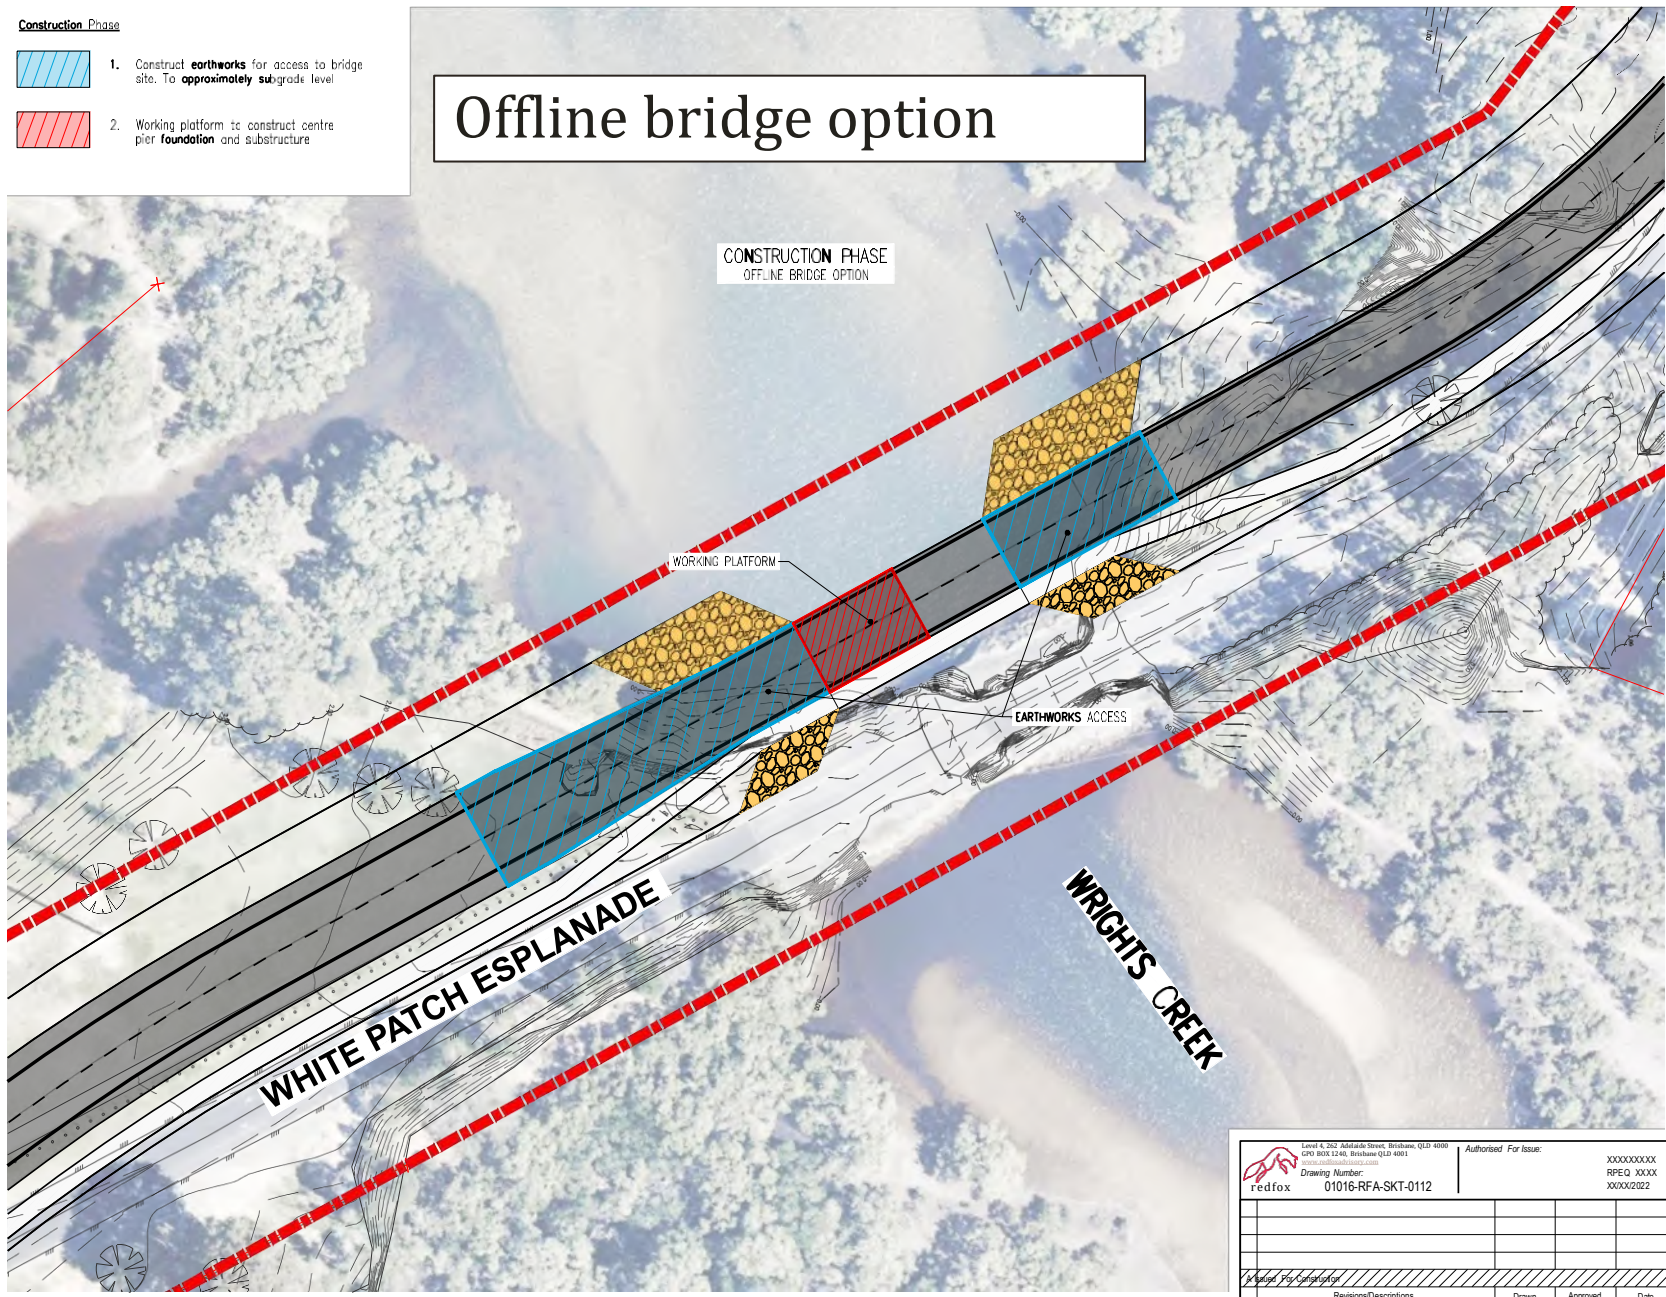 Construction Phase
1. Construct earthworks for access to bridge
site. To approximately subgrade level
2. Working platform to construct centre
pier foundation and substructure
Offline bridge option
CONSTRUCTION PHASE
OFFLINE BRIDGE OPTION
WORKING PLATFORM
EARTHWORKS ACCESS
WHITE PATCH ESPLANADE
WRIGHTS CREEK
Level 4, 262 Adelaide Street, Brisbane, QLD 4000
GPO BOX 1240, Brisbane QLD 4001
www.redfoxadvisory.com
redfox
Drawing Number:
01016-RFA-SKT-0112
Authorised For Issue:
XXXXXXXXX
RPEQ XXXX
XX/XX/2022
A Issued For Construction
Revisions/Descriptions Drawn Approved Date